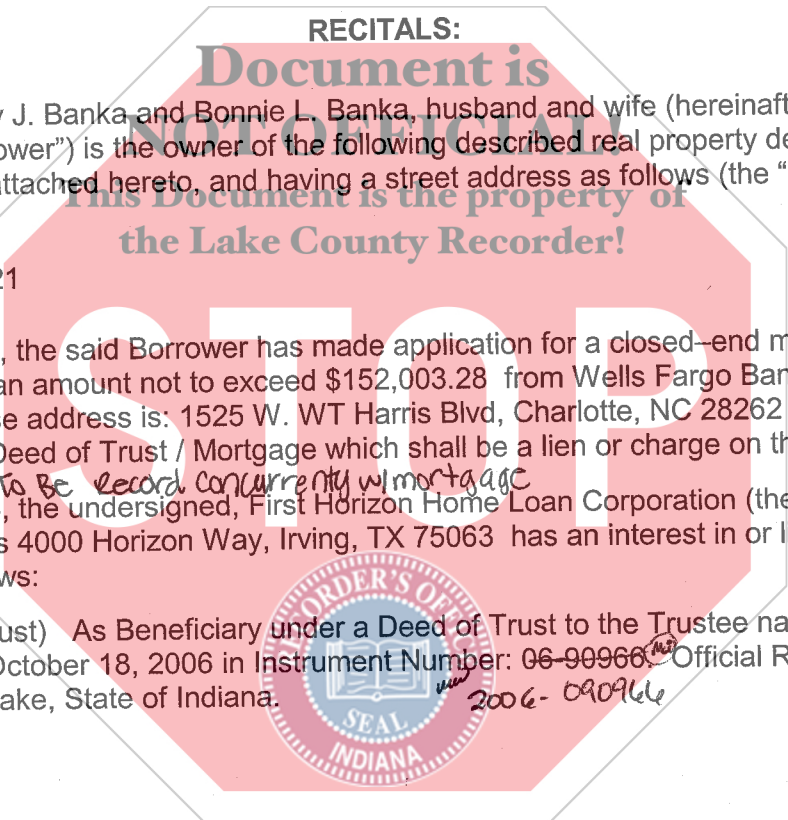 RECITALS:
Document is
y J. Banka and Bonnie L. Banka, husband and wife (hereinaft
NOT OFFICIAL!
ower”) is the owner of the following described real property de
attached hereto, and having a street address as follows (the “
This Document is the property of
the Lake County Recorder!
21
STOP
, the said Borrower has made application for a closed–end m
an amount not to exceed $152,003.28 from Wells Fargo Ban
se address is: 1525 W. WT Harris Blvd, Charlotte, NC 28262
Deed of Trust / Mortgage which shall be a lien or charge on th
To Be Record concurrenty w/mortgage
, the undersigned, First Horizon Home Loan Corporation (the
s 4000 Horizon Way, Irving, TX 75063 has an interest in or l
ws:
RECORDER'S OFFICE
ust) As Beneficiary under a Deed of Trust to the Trustee na
October 18, 2006 in Instrument Number: 06-90966. Official R
ake, State of Indiana.
2006-090966
SEAL
INDIANA